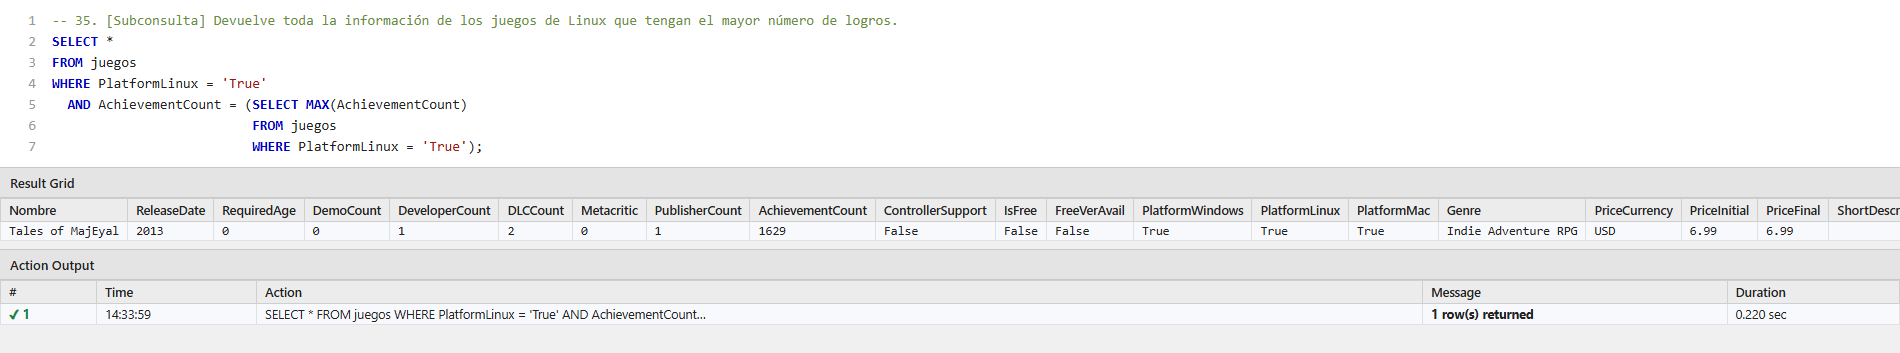 1 -- 35. [Subconsulta] Devuelve toda la información de los juegos de Linux que tengan el mayor número de logros.
2 SELECT *
3 FROM juegos
4 WHERE PlatformLinux = 'True'
5 AND AchievementCount = (SELECT MAX(AchievementCount)
6 FROM juegos
7 WHERE PlatformLinux = 'True');
Result Grid
Nombre ReleaseDate RequiredAge DemoCount DeveloperCount DLCCount Metacritic PublisherCount AchievementCount ControllerSupport IsFree FreeVerAvail PlatformWindows PlatformLinux PlatformMac Genre PriceCurrency PriceInitial PriceFinal ShortDescr
Tales of MajEyal 2013 0 0 1 2 0 1 1629 False False False True True True Indie Adventure RPG USD 6.99 6.99
Action Output
# Time Action Message Duration
✓ 1 14:33:59 SELECT * FROM juegos WHERE PlatformLinux = 'True' AND AchievementCount... 1 row(s) returned 0.220 sec